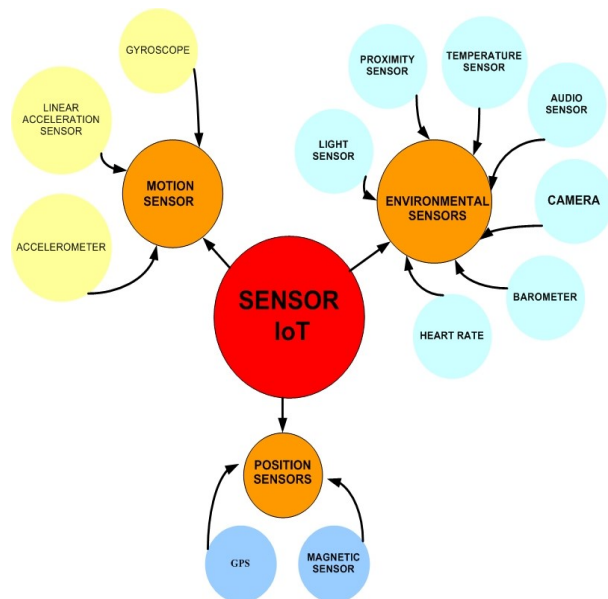 GYROSCOPE
LINEAR
ACCELERATION
SENSOR
MOTION
SENSOR
ACCELEROMETER
PROXIMITY
SENSOR
TEMPERATURE
SENSOR
AUDIO
SENSOR
LIGHT
SENSOR
ENVIRONMENTAL
SENSORS
CAMERA
BAROMETER
HEART RATE
SENSOR
IoT
POSITION
SENSORS
GPS
MAGNETIC
SENSOR